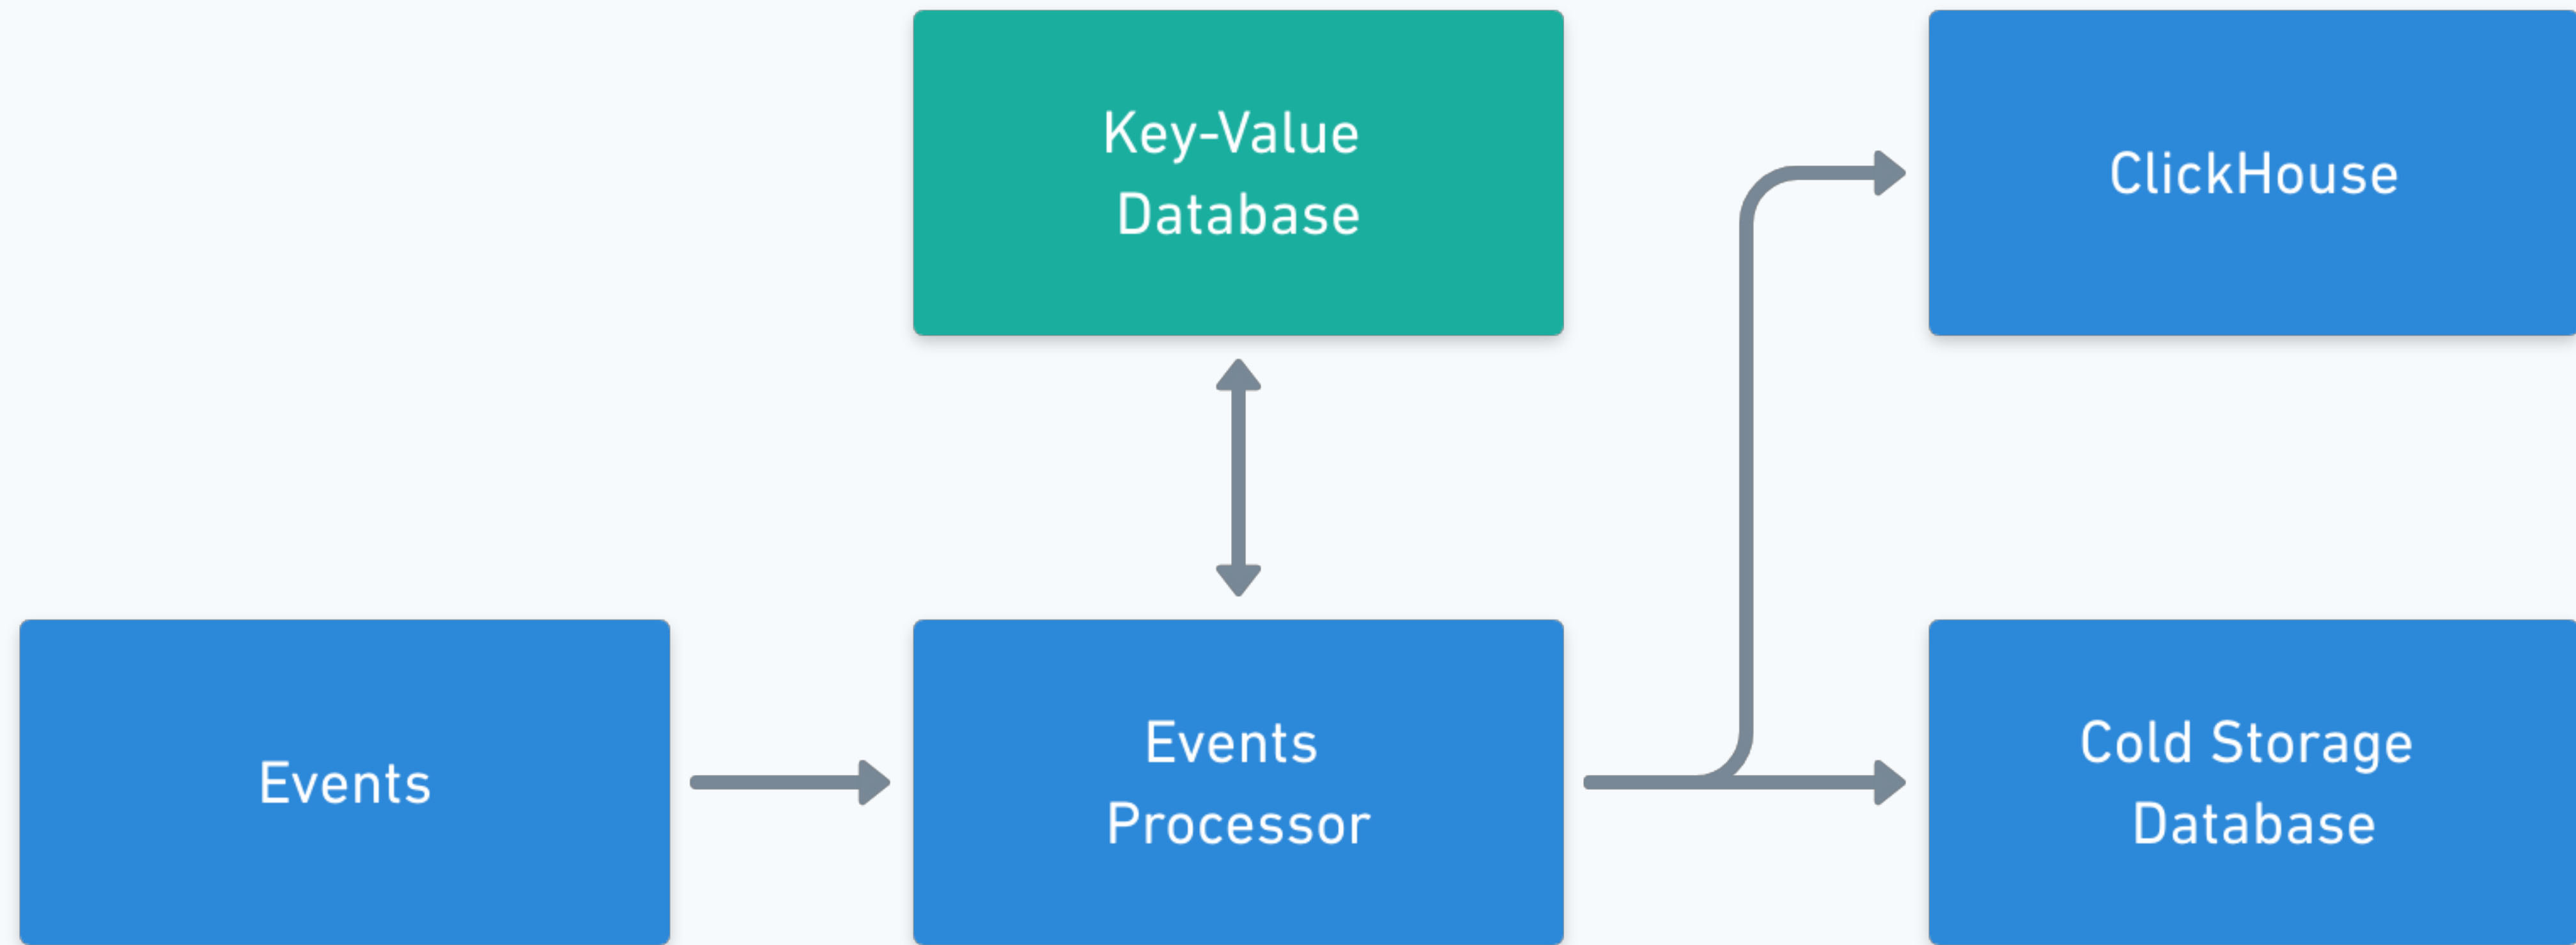 Key-Value
Database
ClickHouse
Events
Events
Processor
Cold Storage
Database